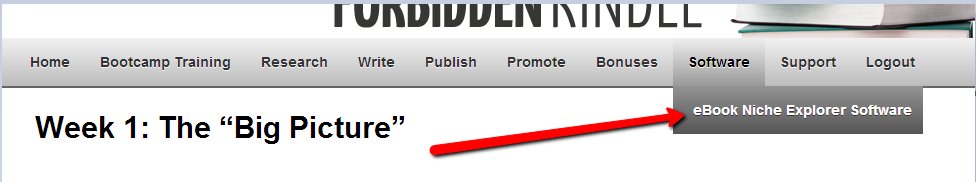 FORBIDDEN KINDLE
Home Bootcamp Training Research Write Publish Promote Bonuses Software Support Logout
eBook Niche Explorer Software
Week 1: The “Big Picture”